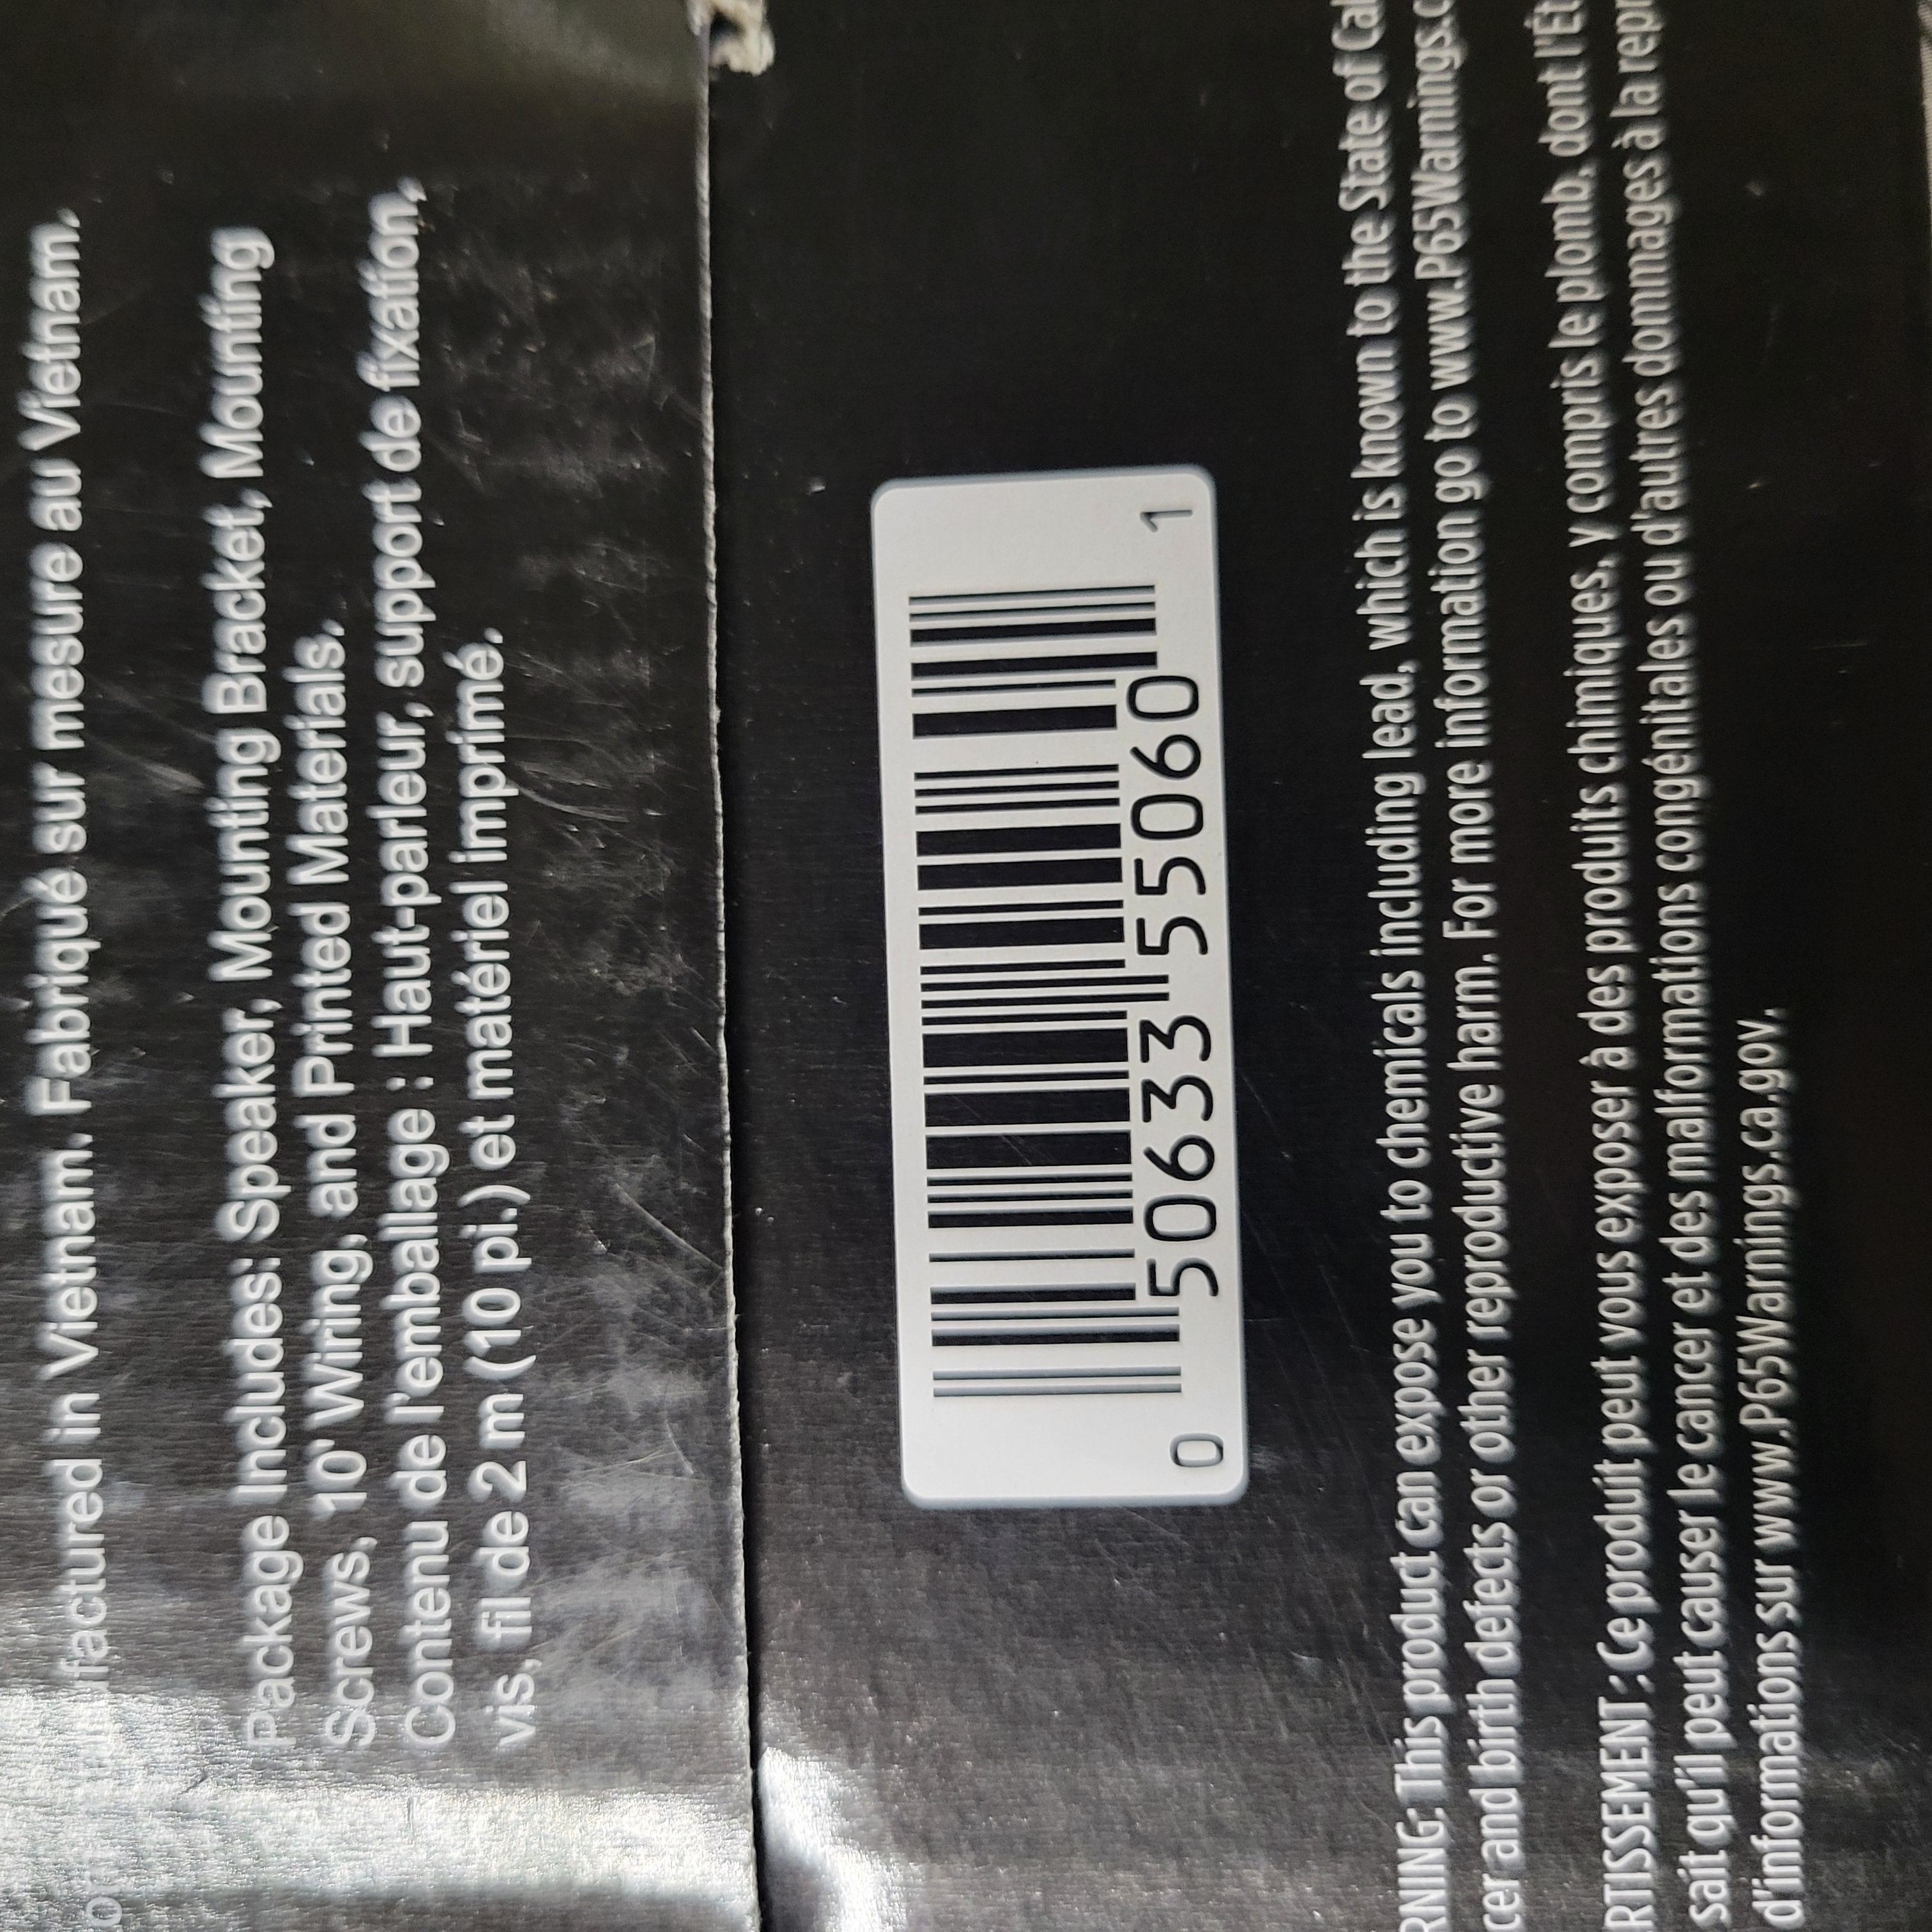 factured in Vietnam. Fabriqué sur mesure au Vietnam.
Package Includes: Speaker, Mounting Bracket, Mounting
Screws, 10' Wiring, and Printed Materials.
Contenu de l'emballage : Haut-parleur, support de fixation,
vis, fil de 2 m (10 pi.) et matériel imprimé.
0 50633 55060 1
RNING: This product can expose you to chemicals including lead, which is known to the State of Cal
cer and birth defects or other reproductive harm. For more information go to www.P65Warnings.c
RTISSEMENT : Ce produit peut vous exposer à des produits chimiques, y compris le plomb, dont l'Ét
sait qu'il peut causer le cancer et des malformations congénitales ou d'autres dommages à la repr
d'informations sur www.P65Warnings.ca.gov.